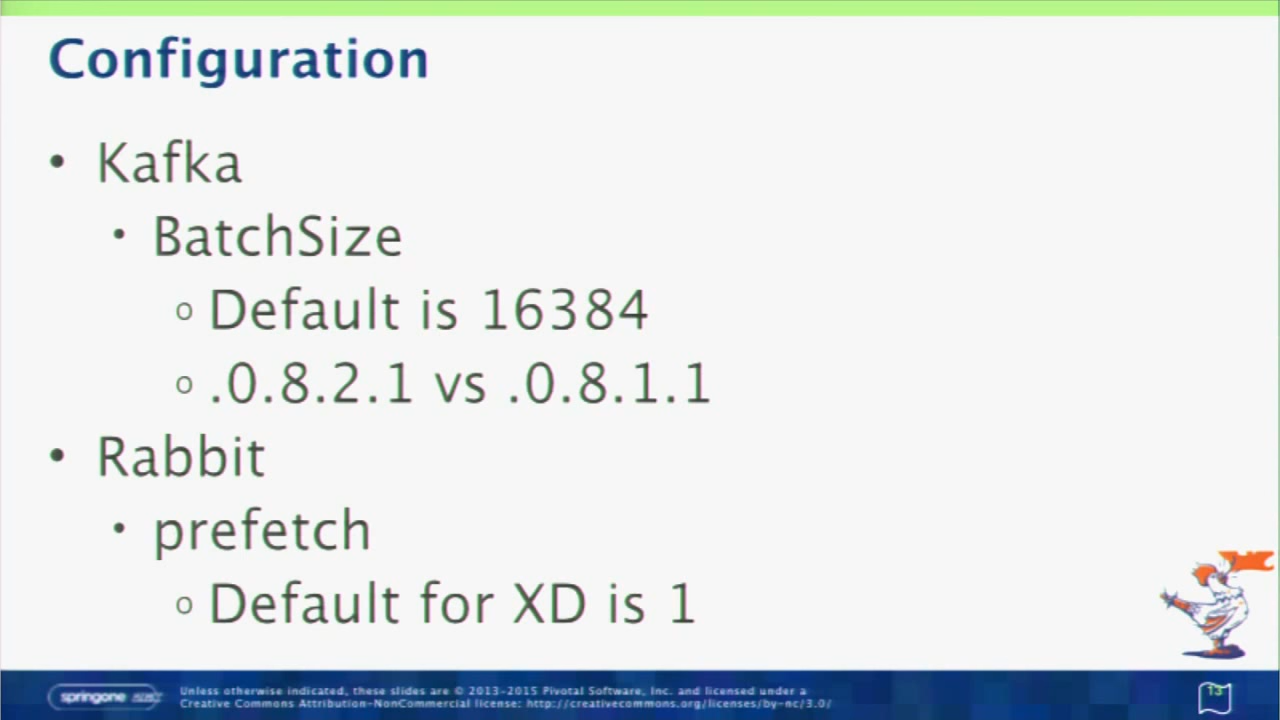 Configuration
• Kafka
• BatchSize
o Default is 16384
o .0.8.2.1 vs .0.8.1.1
• Rabbit
• prefetch
o Default for XD is 1
springone
Unless otherwise indicated, these slides are © 2013-2015 Pivotal Software, Inc. and licensed under a
Creative Commons Attribution-NonCommercial license: http://creativecommons.org/licenses/by-nc/3.0/
13